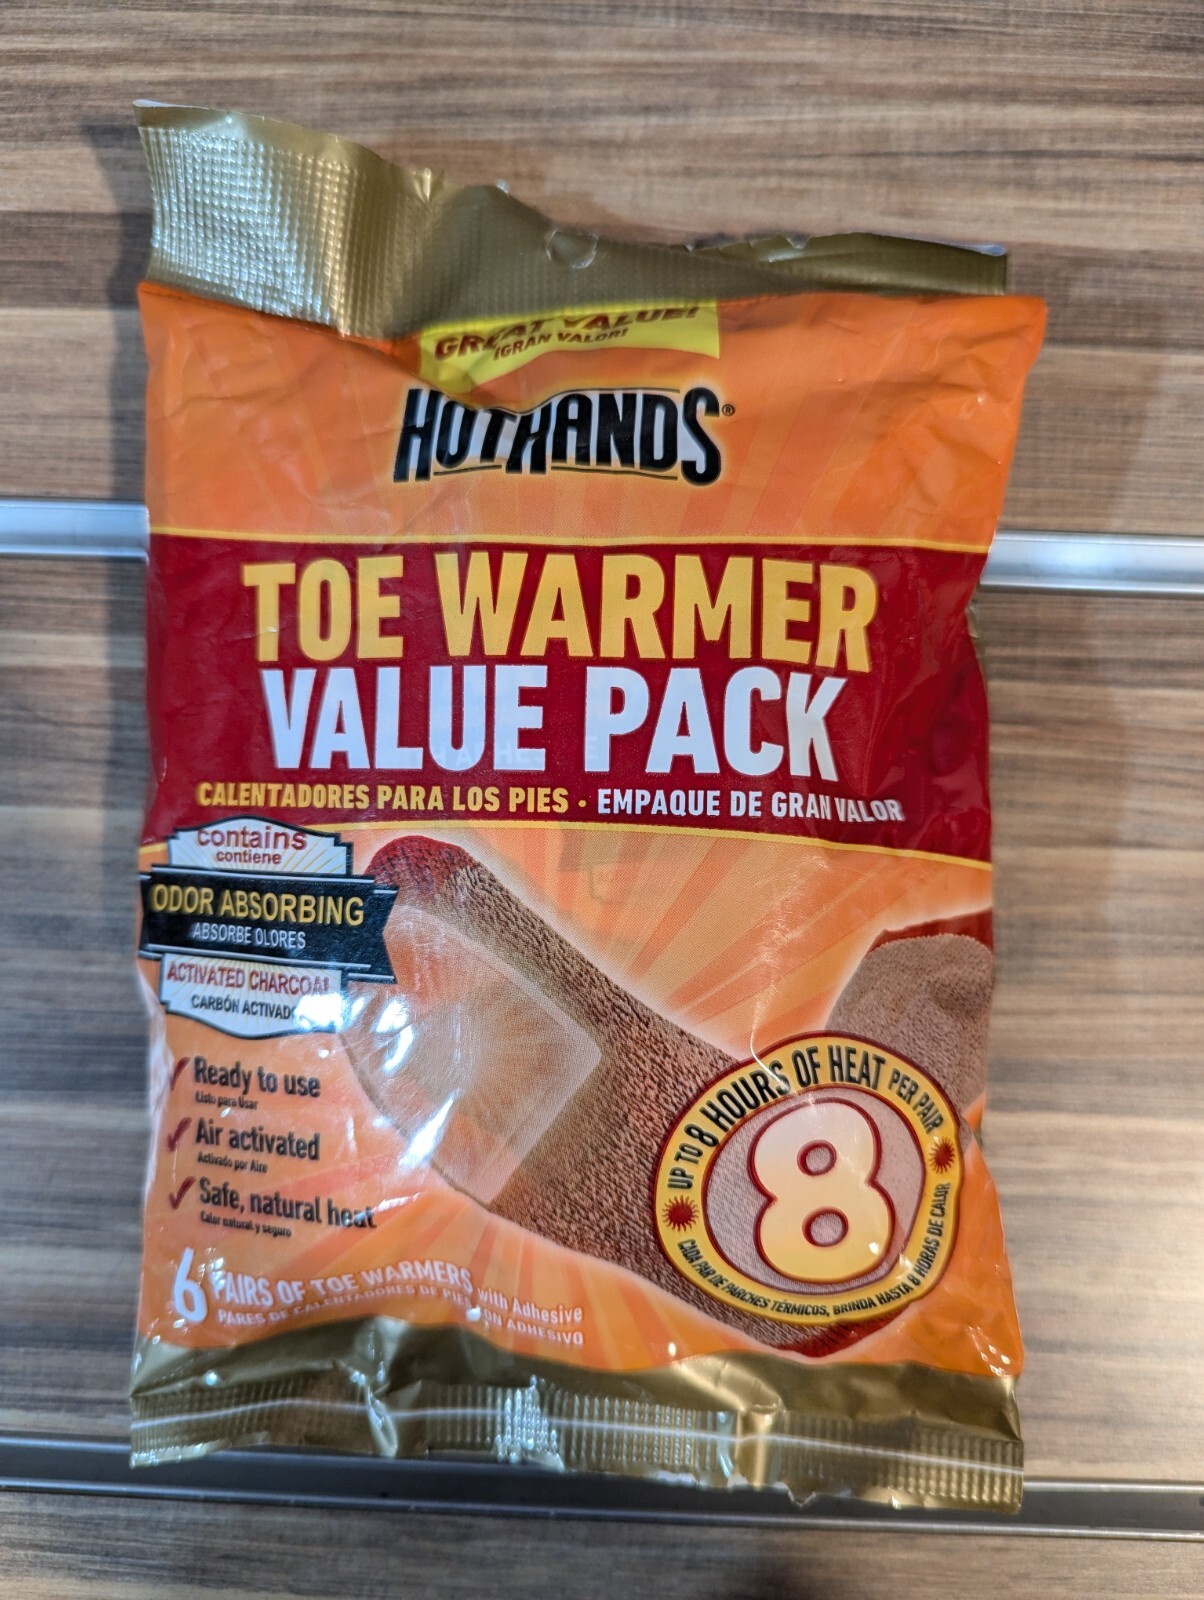 GREAT VALUE!
¡GRAN VALOR!
HOTHANDS®
TOE WARMER
VALUE PACK
CALENTADORES PARA LOS PIES · EMPAQUE DE GRAN VALOR
contains
contiene
ODOR ABSORBING
ABSORBE OLORES
ACTIVATED CHARCOAL
CARBÓN ACTIVADO
Ready to use
Listo para Usar
Air activated
Activado por Aire
Safe, natural heat
Calor natural y seguro
UP TO 8 HOURS OF HEAT PER PAIR
8
CADA PAR DE PARCHES TÉRMICOS, BRINDA HASTA 8 HORAS DE CALOR
6 PAIRS OF TOE WARMERS with Adhesive
PARES DE CALENTADORES DE PIES CON ADHESIVO